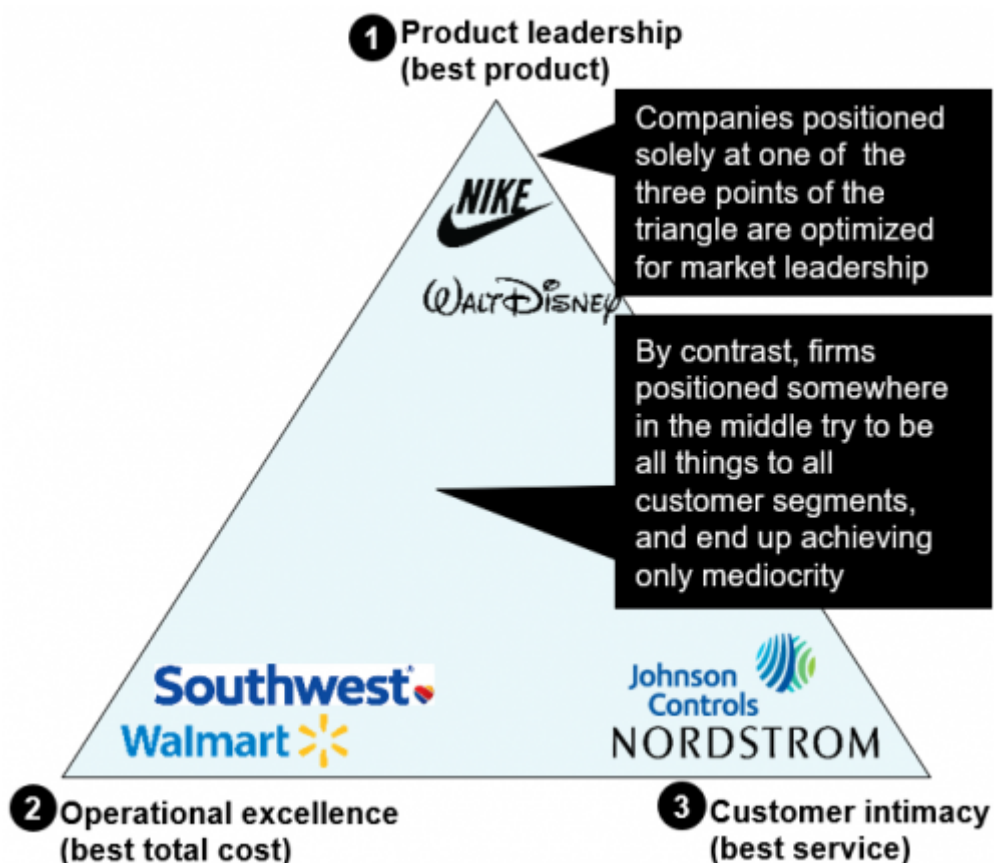 1 Product leadership
(best product)
Companies positioned
solely at one of the
three points of the
triangle are optimized
for market leadership
NIKE
WALT DISNEY
By contrast, firms
positioned somewhere
in the middle try to be
all things to all
customer segments,
and end up achieving
only mediocrity
Southwest
Walmart
Johnson
Controls
NORDSTROM
2 Operational excellence
(best total cost)
3 Customer intimacy
(best service)